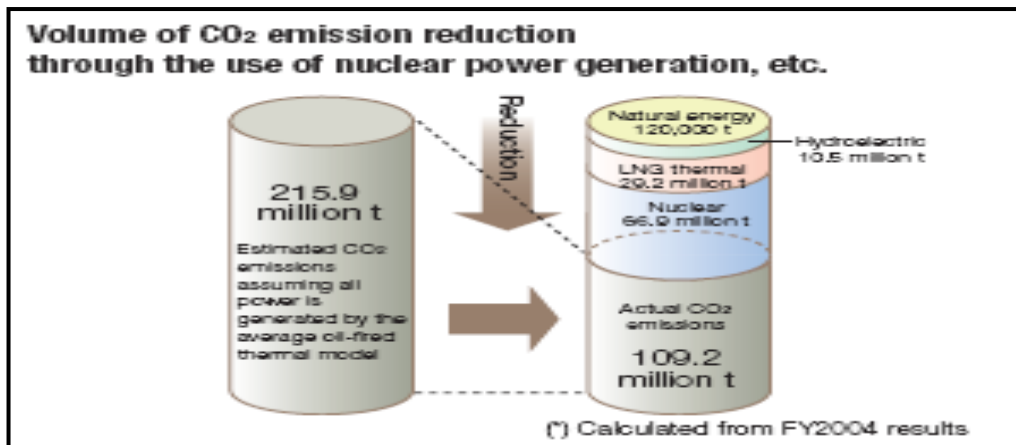 Volume of CO₂ emission reduction
through the use of nuclear power generation, etc.
Reduction
215.9
million t
Estimated CO₂
emissions
assuming all
power is
generated by the
average oil-fired
thermal model
Natural energy
120,000 t
Hydroelectric
10.5 million t
LNG thermal
29.2 million t
Nuclear
66.9 million t
Actual CO₂
emissions
109.2
million t
(*) Calculated from FY2004 results